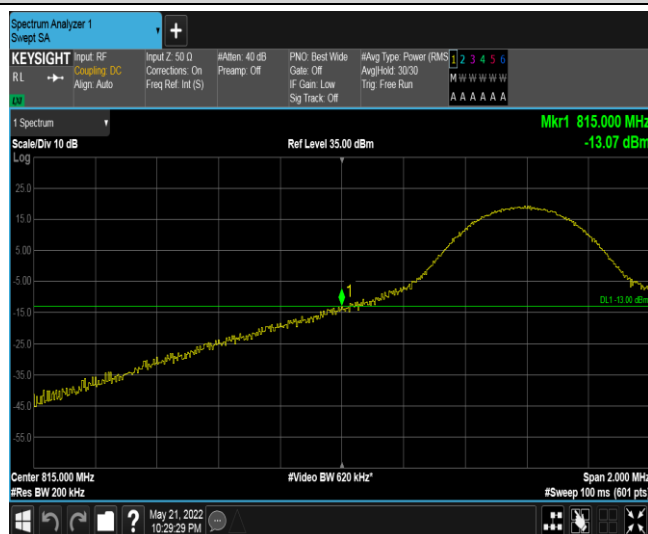 Spectrum Analyzer 1
Swept SA
+
KEYSIGHT
RL
Input: RF
Coupling: DC
Align: Auto
Input Z: 50 Ω
Corrections: On
Freq Ref: Int (S)
#Atten: 40 dB
Preamp: Off
PNO: Best Wide
Gate: Off
IF Gain: Low
Sig Track: Off
#Avg Type: Power (RMS
Avg|Hold: 30/30
Trig: Free Run
1 2 3 4 5 6
M W W W W W
A A A A A A
1 Spectrum
Mkr1 815.000 MHz
-13.07 dBm
Scale/Div 10 dB
Ref Level 35.00 dBm
Log
25.0
15.0
5.00
-5.00
1
DL1 -13.00 dBm
-15.0
-25.0
-35.0
-45.0
-55.0
Center 815.000 MHz
#Video BW 620 kHz*
Span 2.000 MHz
#Res BW 200 kHz
#Sweep 100 ms (601 pts)
?
May 21, 2022
10:29:29 PM